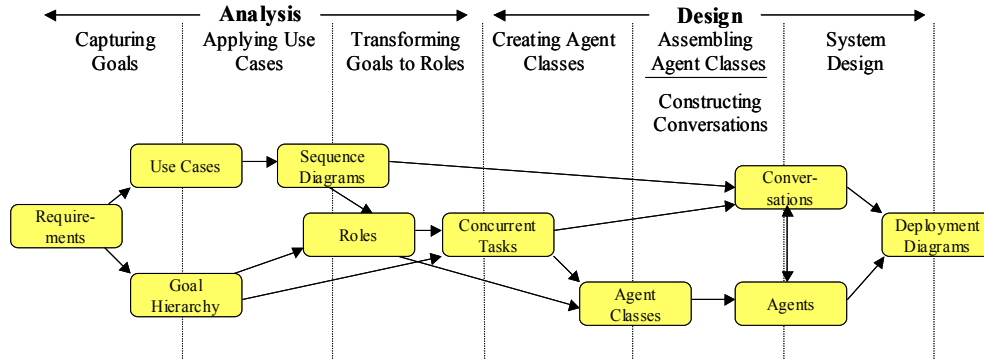 Analysis
Design
Capturing
Goals
Applying Use
Cases
Transforming
Goals to Roles
Creating Agent
Classes
Assembling
Agent Classes
Constructing
Conversations
System
Design
Use Cases
Sequence
Diagrams
Conver-
sations
Require-
ments
Roles
Concurrent
Tasks
Deployment
Diagrams
Goal
Hierarchy
Agent
Classes
Agents